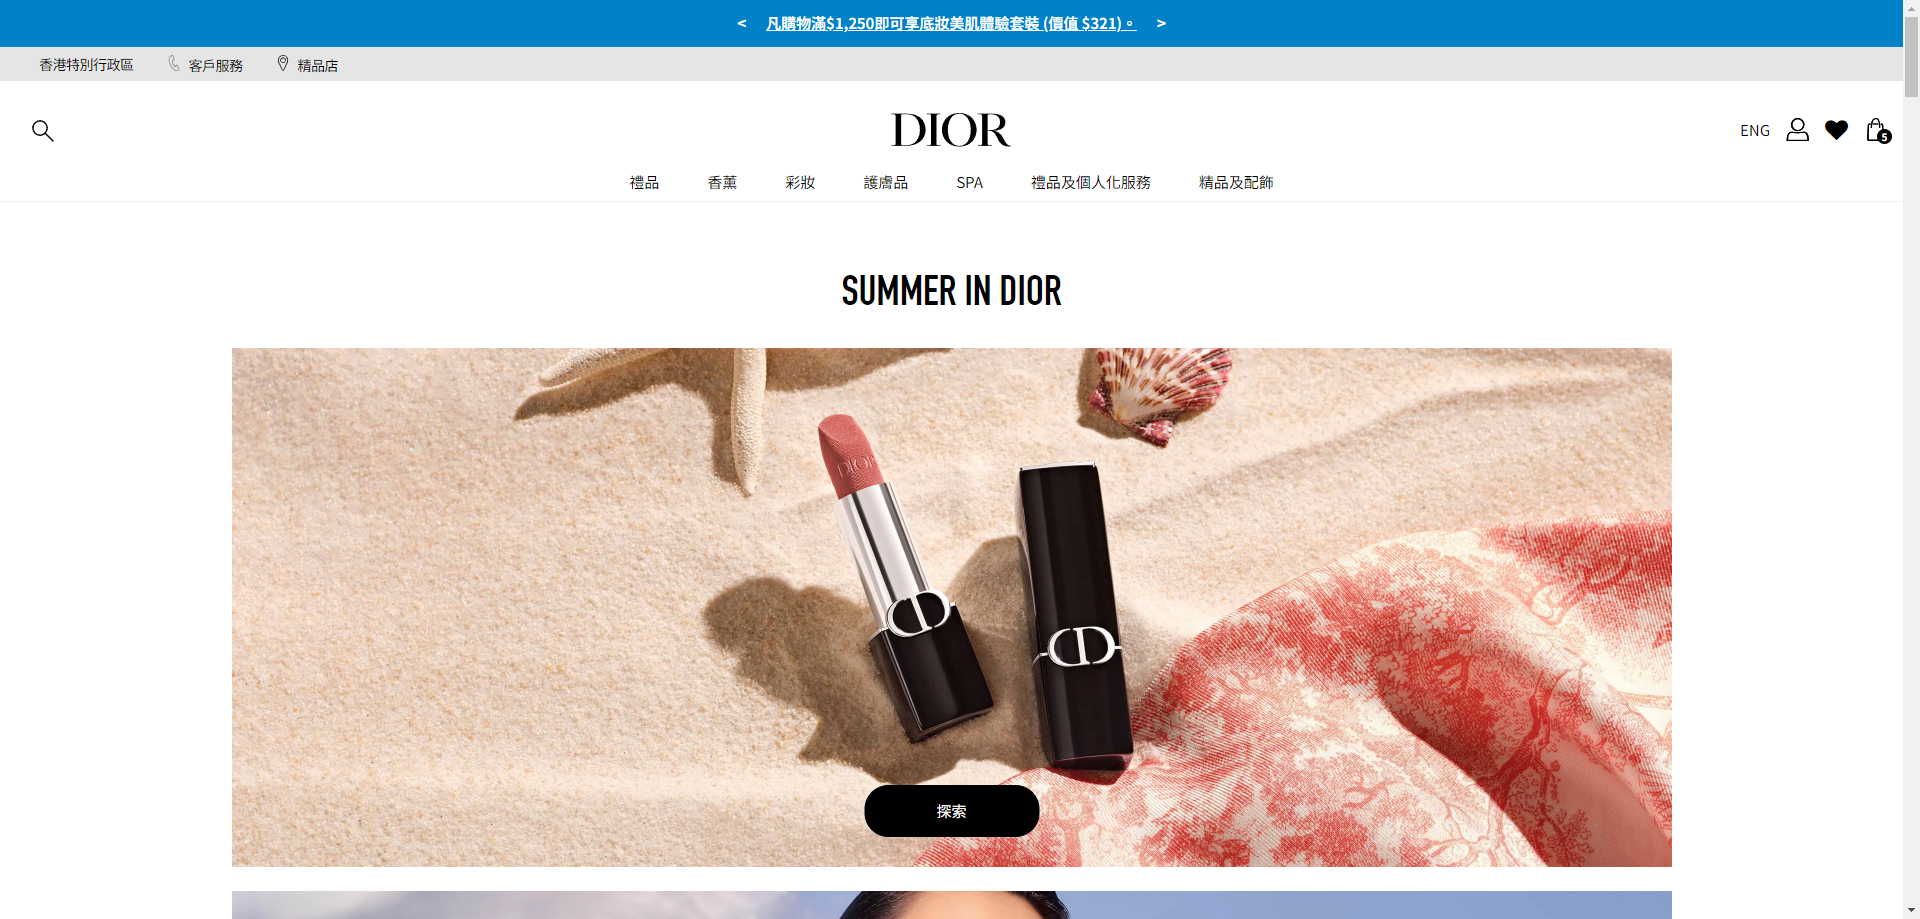 < 凡購物滿$1,250即可享底妝美肌體驗套裝 (價值 $321)。 >
香港特別行政區 客戶服務 精品店
DIOR
ENG 5
禮品 香薰 彩妝 護膚品 SPA 禮品及個人化服務 精品及配飾
SUMMER IN DIOR
DIOR
CD
CD
探索